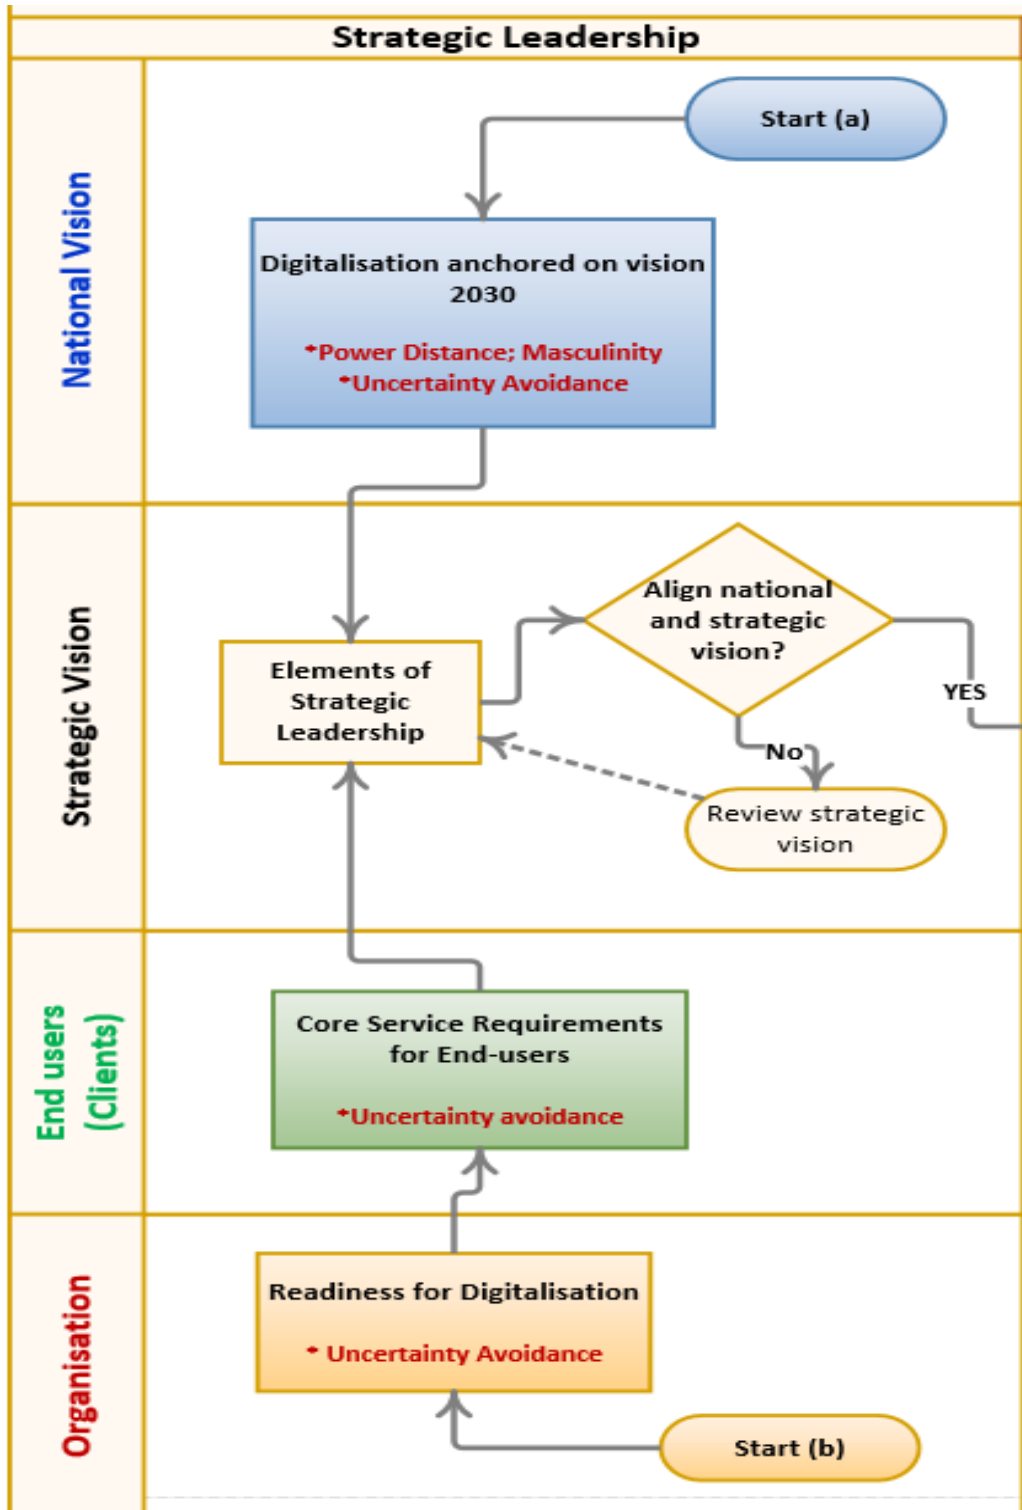 Strategic Leadership
National Vision
Start (a)
Digitalisation anchored on vision
2030
*Power Distance; Masculinity
*Uncertainty Avoidance
Strategic Vision
Align national
and strategic
vision?
Elements of
Strategic
Leadership
YES
No
Review strategic
vision
End users
(Clients)
Core Service Requirements
for End-users
*Uncertainty avoidance
Organisation
Readiness for Digitalisation
* Uncertainty Avoidance
Start (b)